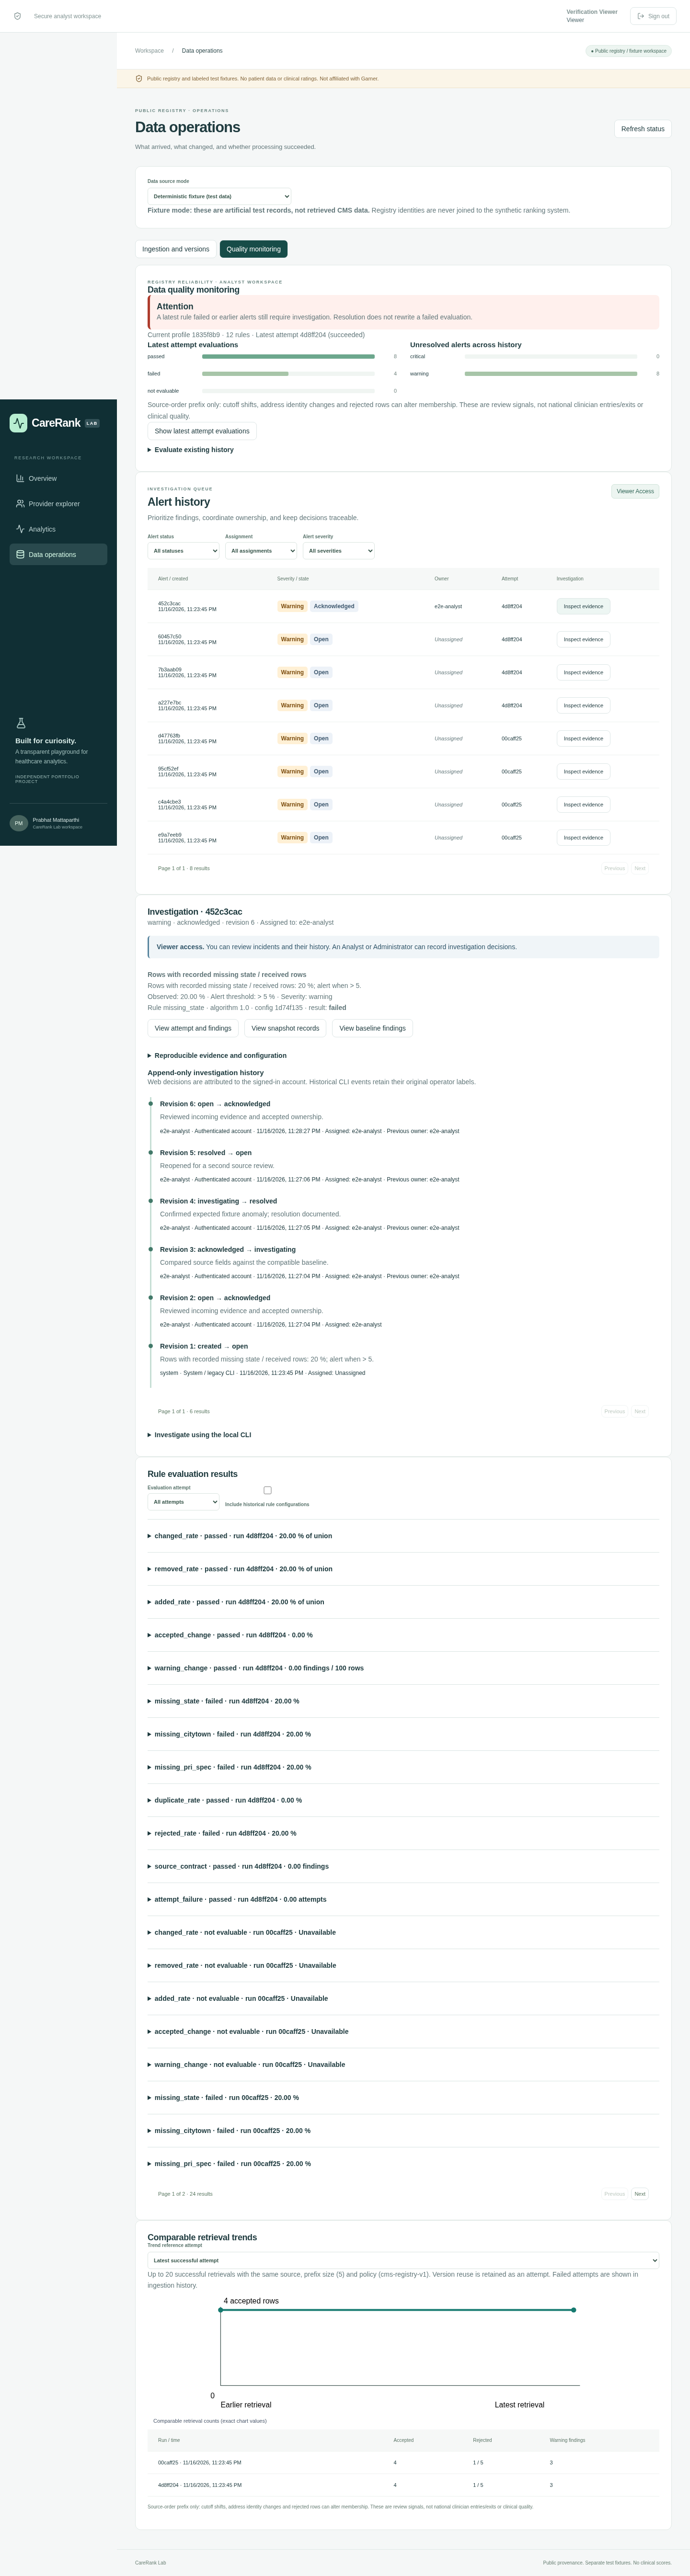 Secure analyst workspace
Verification Viewer
Viewer
Sign out
Workspace / Data operations
● Public registry / fixture workspace
Public registry and labeled test fixtures. No patient data or clinical ratings. Not affiliated with Garner.
PUBLIC REGISTRY · OPERATIONS
Data operations
Refresh status
What arrived, what changed, and whether processing succeeded.
Data source mode
Deterministic fixture (test data)
Fixture mode: these are artificial test records, not retrieved CMS data. Registry identities are never joined to the synthetic ranking system.
Ingestion and versions
Quality monitoring
REGISTRY RELIABILITY · ANALYST WORKSPACE
Data quality monitoring
Attention
A latest rule failed or earlier alerts still require investigation. Resolution does not rewrite a failed evaluation.
Current profile 1835f8b9 · 12 rules · Latest attempt 4d8ff204 (succeeded)
Latest attempt evaluations
passed 8
failed 4
not evaluable 0
Unresolved alerts across history
critical 0
warning 8
Source-order prefix only: cutoff shifts, address identity changes and rejected rows can alter membership. These are review signals, not national clinician entries/exits or
clinical quality.
Show latest attempt evaluations
▶ Evaluate existing history
CareRank LAB
RESEARCH WORKSPACE
Overview
Provider explorer
Analytics
Data operations
Built for curiosity.
A transparent playground for
healthcare analytics.
INDEPENDENT PORTFOLIO
PROJECT
PM
Prabhat Matlaparthi
CareRank Lab workspace
INVESTIGATION QUEUE
Alert history
Viewer Access
Prioritize findings, coordinate ownership, and keep decisions traceable.
Alert status Assignment Alert severity
All statuses All assignments All severities
Alert / created Severity / state Owner Attempt Investigation
452c3cac
11/16/2026, 11:23:45 PM
Warning Acknowledged e2e-analyst 4d8ff204 Inspect evidence
60457c50
11/16/2026, 11:23:45 PM
Warning Open Unassigned 4d8ff204 Inspect evidence
7b3aab09
11/16/2026, 11:23:45 PM
Warning Open Unassigned 4d8ff204 Inspect evidence
a227e7bc
11/16/2026, 11:23:45 PM
Warning Open Unassigned 4d8ff204 Inspect evidence
d47763fb
11/16/2026, 11:23:45 PM
Warning Open Unassigned 00caff25 Inspect evidence
95cf52ef
11/16/2026, 11:23:45 PM
Warning Open Unassigned 00caff25 Inspect evidence
c4a4cbe3
11/16/2026, 11:23:45 PM
Warning Open Unassigned 00caff25 Inspect evidence
e9a7eeb9
11/16/2026, 11:23:45 PM
Warning Open Unassigned 00caff25 Inspect evidence
Page 1 of 1 · 8 results
Previous Next
Investigation · 452c3cac
warning · acknowledged · revision 6 · Assigned to: e2e-analyst
Viewer access. You can review incidents and their history. An Analyst or Administrator can record investigation decisions.
Rows with recorded missing state / received rows
Rows with recorded missing state / received rows: 20 %; alert when > 5.
Observed: 20.00 % · Alert threshold: > 5 % · Severity: warning
Rule missing_state · algorithm 1.0 · config 1d74f135 · result: failed
View attempt and findings
View snapshot records
View baseline findings
▶ Reproducible evidence and configuration
Append-only investigation history
Web decisions are attributed to the signed-in account. Historical CLI events retain their original operator labels.
Revision 6: open → acknowledged
Reviewed incoming evidence and accepted ownership.
e2e-analyst · Authenticated account · 11/16/2026, 11:28:27 PM · Assigned: e2e-analyst · Previous owner: e2e-analyst
Revision 5: resolved → open
Reopened for a second source review.
e2e-analyst · Authenticated account · 11/16/2026, 11:27:06 PM · Assigned: e2e-analyst · Previous owner: e2e-analyst
Revision 4: investigating → resolved
Confirmed expected fixture anomaly; resolution documented.
e2e-analyst · Authenticated account · 11/16/2026, 11:27:05 PM · Assigned: e2e-analyst · Previous owner: e2e-analyst
Revision 3: acknowledged → investigating
Compared source fields against the compatible baseline.
e2e-analyst · Authenticated account · 11/16/2026, 11:27:04 PM · Assigned: e2e-analyst · Previous owner: e2e-analyst
Revision 2: open → acknowledged
Reviewed incoming evidence and accepted ownership.
e2e-analyst · Authenticated account · 11/16/2026, 11:27:04 PM · Assigned: e2e-analyst
Revision 1: created → open
Rows with recorded missing state / received rows: 20 %; alert when > 5.
system · System / legacy CLI · 11/16/2026, 11:23:45 PM · Assigned: Unassigned
Page 1 of 1 · 6 results
Previous Next
▶ Investigate using the local CLI
Rule evaluation results
Evaluation attempt
All attempts
Include historical rule configurations
▶ changed_rate · passed · run 4d8ff204 · 20.00 % of union
▶ removed_rate · passed · run 4d8ff204 · 20.00 % of union
▶ added_rate · passed · run 4d8ff204 · 20.00 % of union
▶ accepted_change · passed · run 4d8ff204 · 0.00 %
▶ warning_change · passed · run 4d8ff204 · 0.00 findings / 100 rows
▶ missing_state · failed · run 4d8ff204 · 20.00 %
▶ missing_citytown · failed · run 4d8ff204 · 20.00 %
▶ missing_pri_spec · failed · run 4d8ff204 · 20.00 %
▶ duplicate_rate · passed · run 4d8ff204 · 0.00 %
▶ rejected_rate · failed · run 4d8ff204 · 20.00 %
▶ source_contract · passed · run 4d8ff204 · 0.00 findings
▶ attempt_failure · passed · run 4d8ff204 · 0.00 attempts
▶ changed_rate · not evaluable · run 00caff25 · Unavailable
▶ removed_rate · not evaluable · run 00caff25 · Unavailable
▶ added_rate · not evaluable · run 00caff25 · Unavailable
▶ accepted_change · not evaluable · run 00caff25 · Unavailable
▶ warning_change · not evaluable · run 00caff25 · Unavailable
▶ missing_state · failed · run 00caff25 · 20.00 %
▶ missing_citytown · failed · run 00caff25 · 20.00 %
▶ missing_pri_spec · failed · run 00caff25 · 20.00 %
Page 1 of 2 · 24 results
Previous Next
Comparable retrieval trends
Trend reference attempt
Latest successful attempt
Up to 20 successful retrievals with the same source, prefix size (5) and policy (cms-registry-v1). Version reuse is retained as an attempt. Failed attempts are shown in
ingestion history.
4 accepted rows
0
Earlier retrieval Latest retrieval
Comparable retrieval counts (exact chart values)
Run / time Accepted Rejected Warning findings
00caff25 · 11/16/2026, 11:23:45 PM 4 1 / 5 3
4d8ff204 · 11/16/2026, 11:23:45 PM 4 1 / 5 3
Source-order prefix only: cutoff shifts, address identity changes and rejected rows can alter membership. These are review signals, not national clinician entries/exits or clinical quality.
CareRank Lab
Public provenance. Separate test fixtures. No clinical scores.